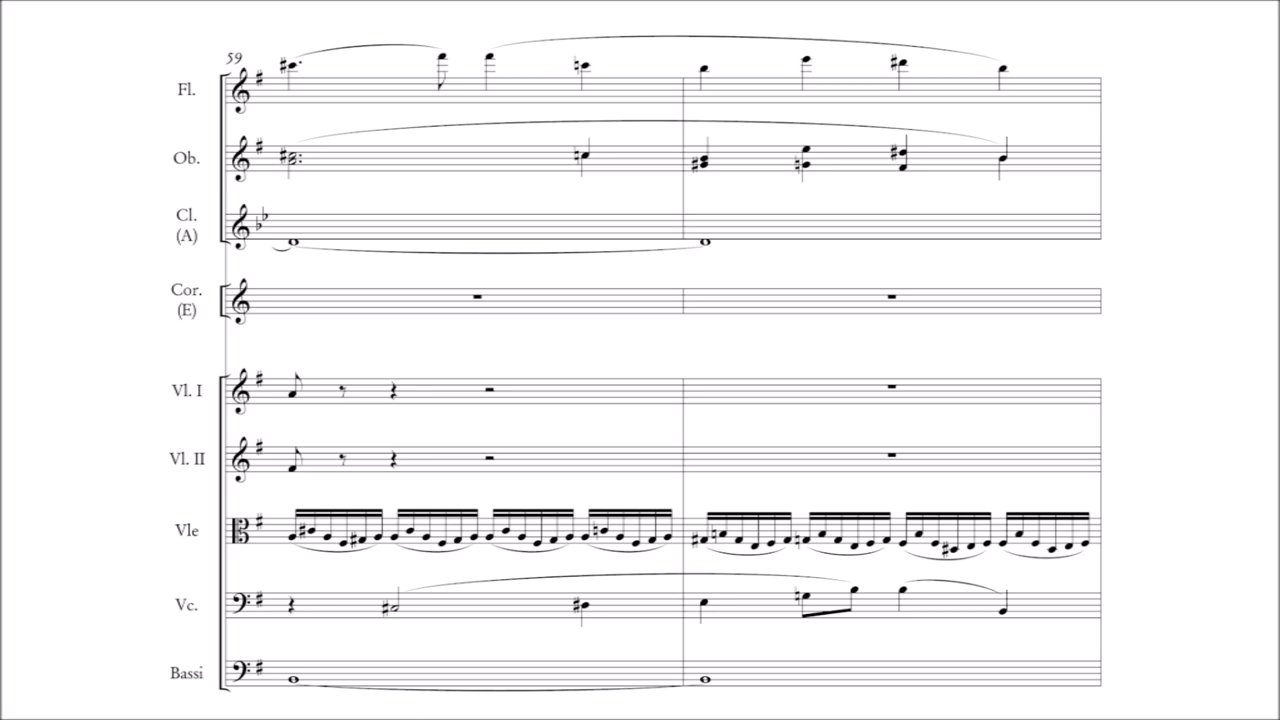 59
Fl.
Ob.
Cl.
(A)
Cor.
(E)
Vl. I
Vl. II
Vle
Vc.
Bassi